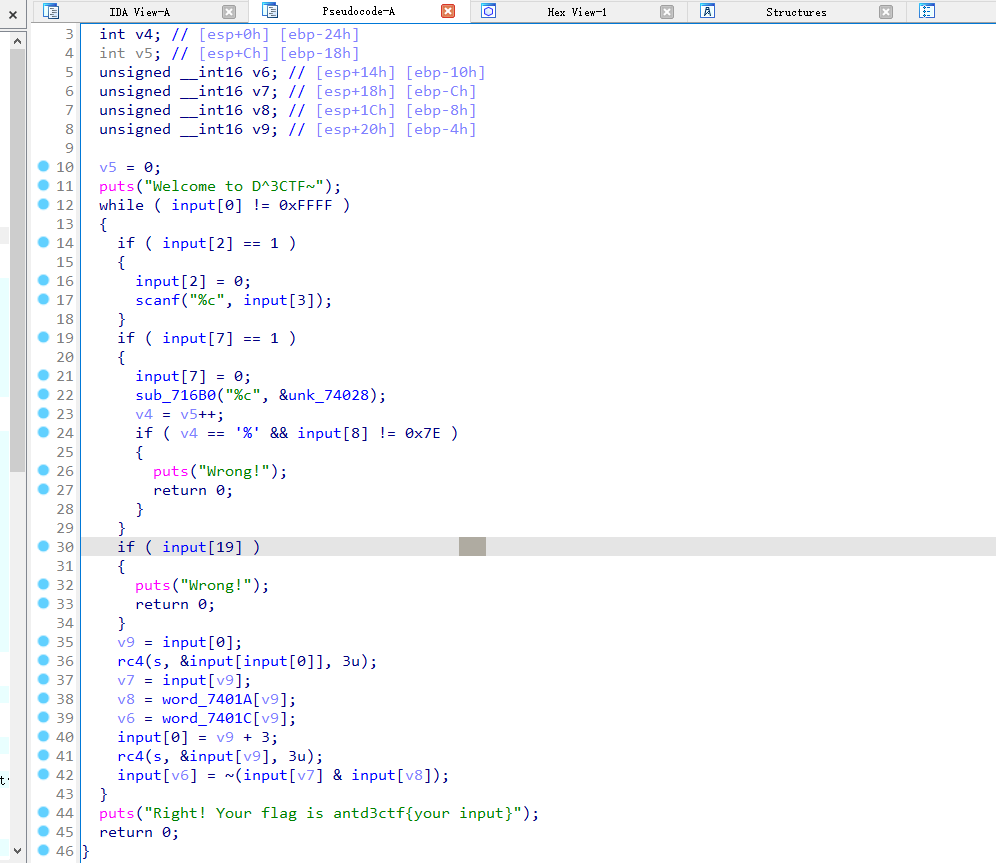 IDA View-A Pseudocode-A Hex View-1 Structures
3 int v4; // [esp+0h] [ebp-24h]
4 int v5; // [esp+Ch] [ebp-18h]
5 unsigned __int16 v6; // [esp+14h] [ebp-10h]
6 unsigned __int16 v7; // [esp+18h] [ebp-Ch]
7 unsigned __int16 v8; // [esp+1Ch] [ebp-8h]
8 unsigned __int16 v9; // [esp+20h] [ebp-4h]
9
10 v5 = 0;
11 puts("Welcome to D^3CTF~");
12 while ( input[0] != 0xFFFF )
13 {
14 if ( input[2] == 1 )
15 {
16 input[2] = 0;
17 scanf("%c", input[3]);
18 }
19 if ( input[7] == 1 )
20 {
21 input[7] = 0;
22 sub_716B0("%c", &unk_74028);
23 v4 = v5++;
24 if ( v4 == '%' && input[8] != 0x7E )
25 {
26 puts("Wrong!");
27 return 0;
28 }
29 }
30 if ( input[19] )
31 {
32 puts("Wrong!");
33 return 0;
34 }
35 v9 = input[0];
36 rc4(s, &input[input[0]], 3u);
37 v7 = input[v9];
38 v8 = word_7401A[v9];
39 v6 = word_7401C[v9];
40 input[0] = v9 + 3;
41 rc4(s, &input[v9], 3u);
42 input[v6] = ~(input[v7] & input[v8]);
43 }
44 puts("Right! Your flag is antd3ctf{your input}");
45 return 0;
46 }